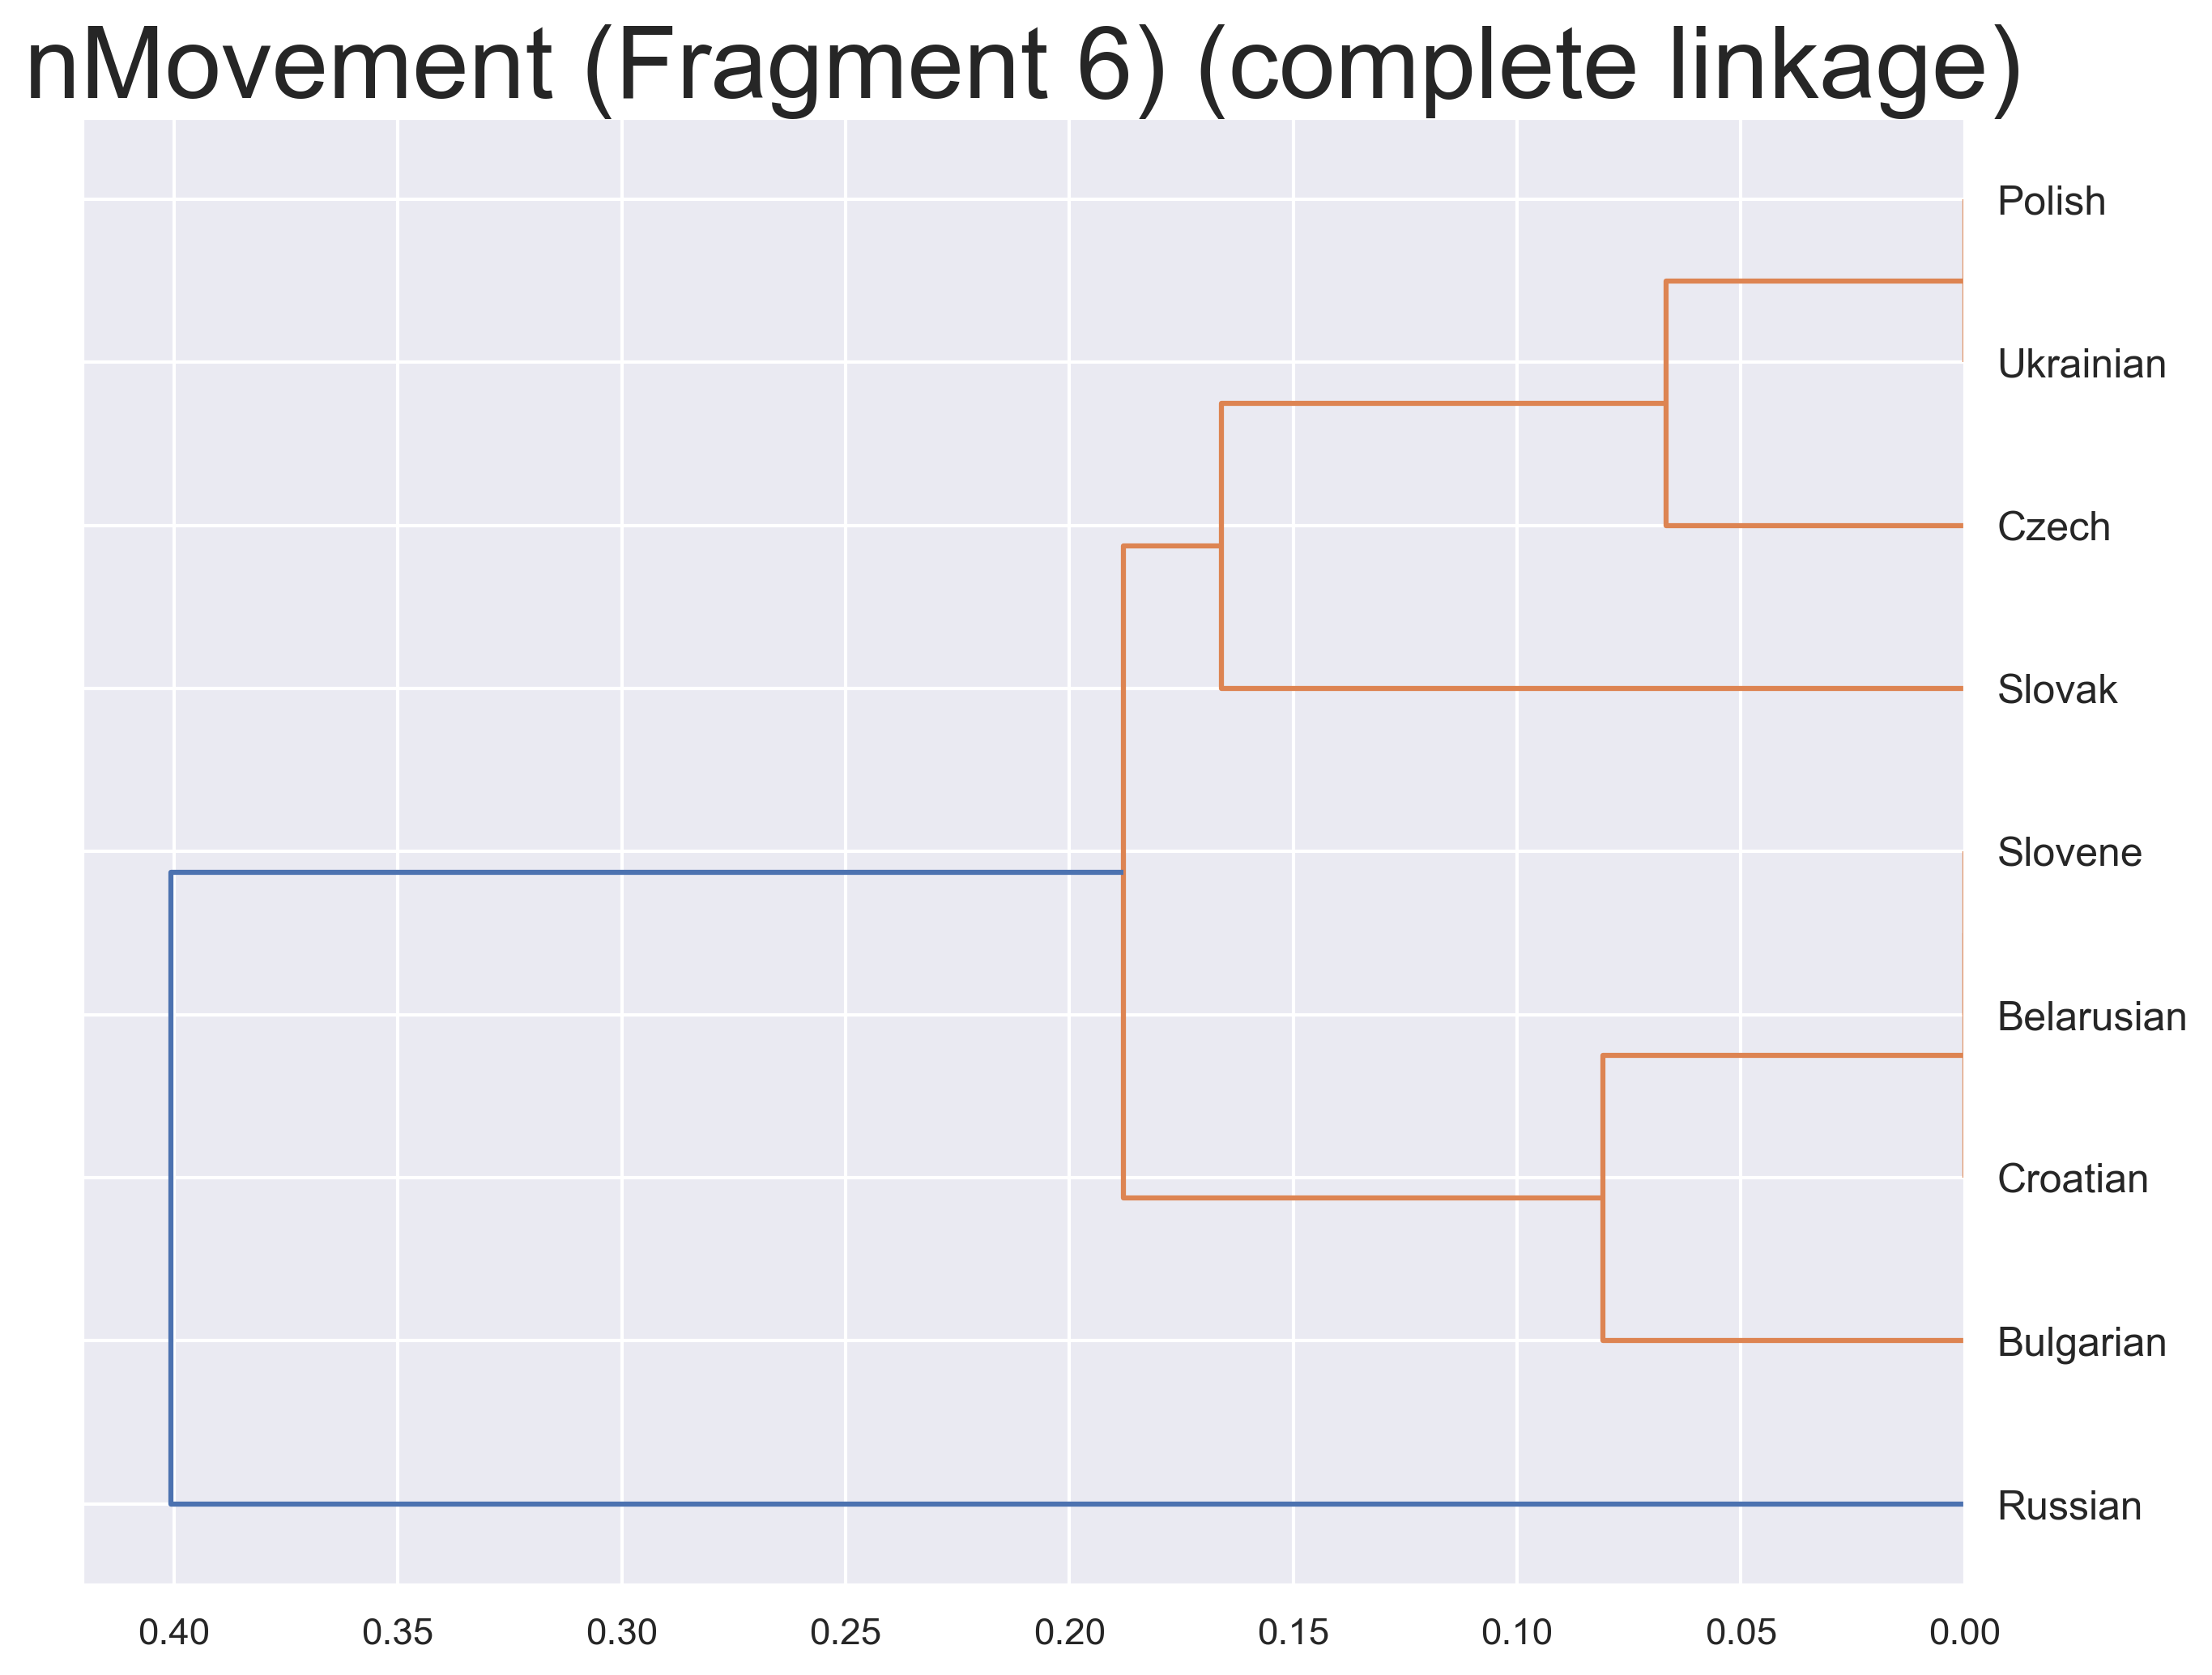 nMovement (Fragment 6) (complete linkage)
Polish
Ukrainian
Czech
Slovak
Slovene
Belarusian
Croatian
Bulgarian
Russian
0.40 0.35 0.30 0.25 0.20 0.15 0.10 0.05 0.00